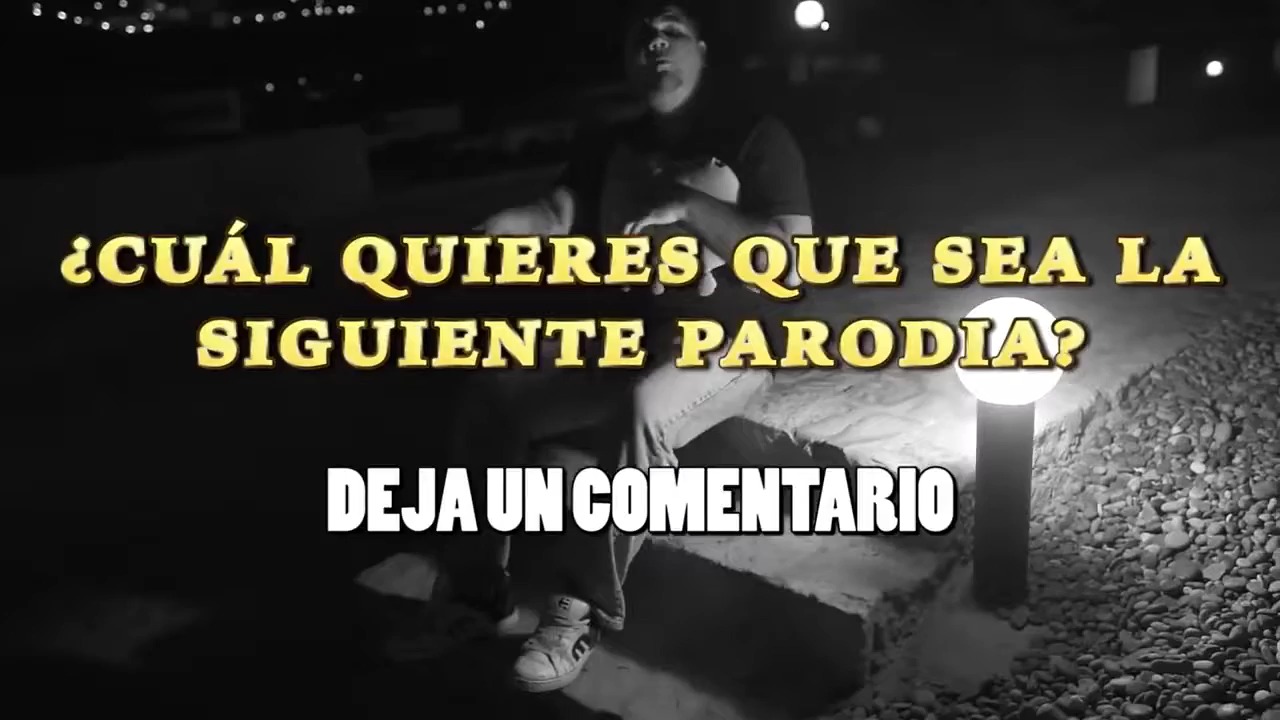 ¿CUÁL QUIERES QUE SEA LA
SIGUIENTE PARODIA?
DEJA UN COMENTARIO